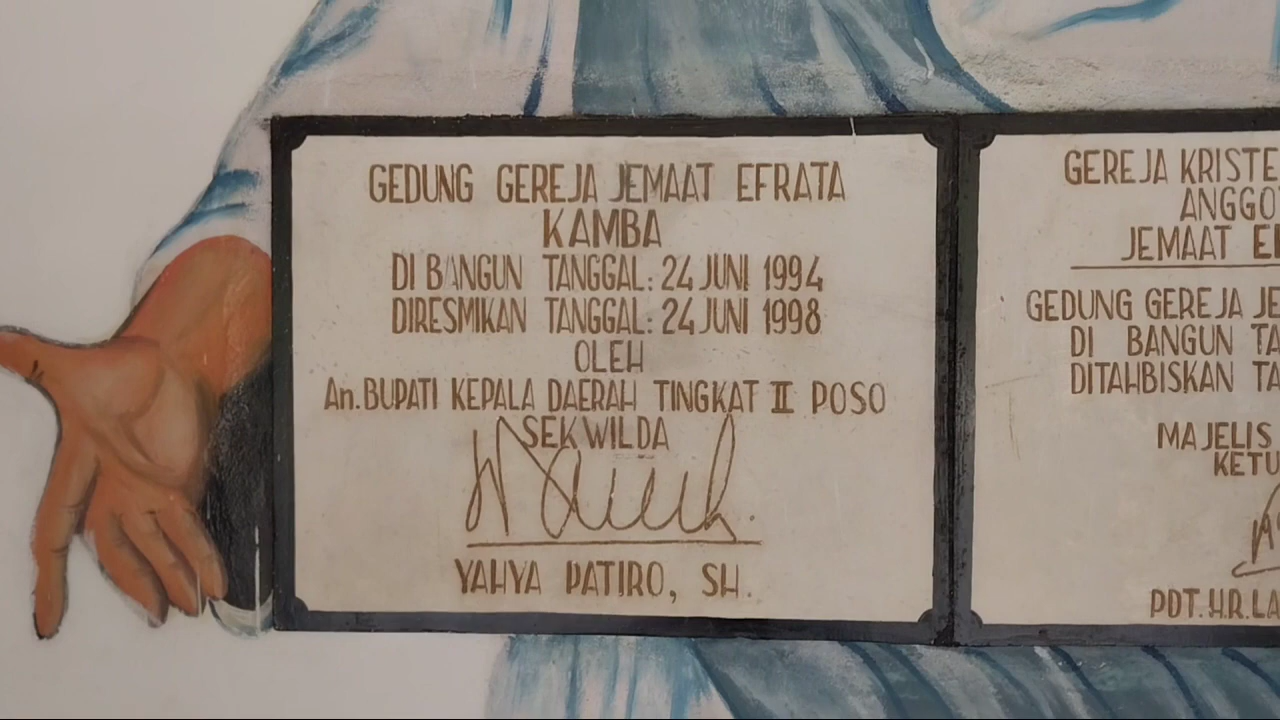 GEDUNG GEREJA JEMAAT EFRATA
KAMBA
DI BANGUN TANGGAL: 24 JUNI 1994
DIRESMIKAN TANGGAL: 24 JUNI 1998
OLEH
An. BUPATI KEPALA DAERAH TINGKAT II POSO
SEKWILDA
YAHYA PATIRO, SH.
GEREJA KRISTE
ANGGO
JEMAAT E
GEDUNG GEREJA JE
DI BANGUN TA
DITAHBISKAN TA
MAJELIS
KETU
PDT. H.R. LA